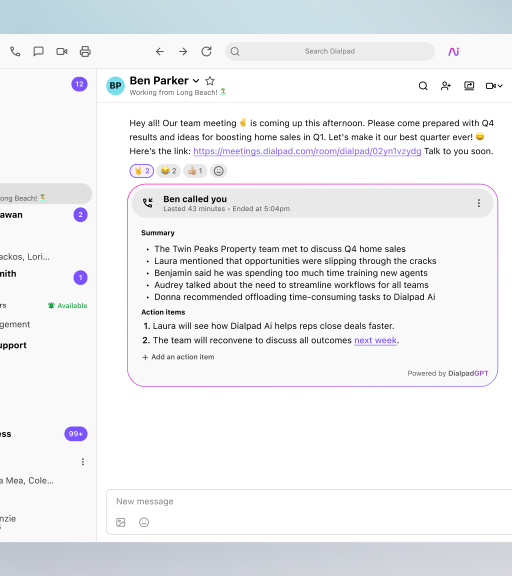 Search Dialpad
Ai
12
ong Beach!
awan
2
ackos, Lori...
mith
1
rs
Available
gement
upport
ess
99+
a Mea, Cole...
nzie
BP
Ben Parker
Working from Long Beach!
Hey all! Our team meeting ✌️ is coming up this afternoon. Please come prepared with Q4
results and ideas for boosting home sales in Q1. Let's make it our best quarter ever! 😄
Here's the link: https://meetings.dialpad.com/room/dialpad/02yn1vzydg Talk to you soon.
2
2
1
Ben called you
Lasted 43 minutes • Ended at 5:04pm
Summary
• The Twin Peaks Property team met to discuss Q4 home sales
• Laura mentioned that opportunities were slipping through the cracks
• Benjamin said he was spending too much time training new agents
• Audrey talked about the need to streamline workflows for all teams
• Donna recommended offloading time-consuming tasks to Dialpad Ai
Action items
1. Laura will see how Dialpad Ai helps reps close deals faster.
2. The team will reconvene to discuss all outcomes next week.
+ Add an action item
Powered by DialpadGPT
New message